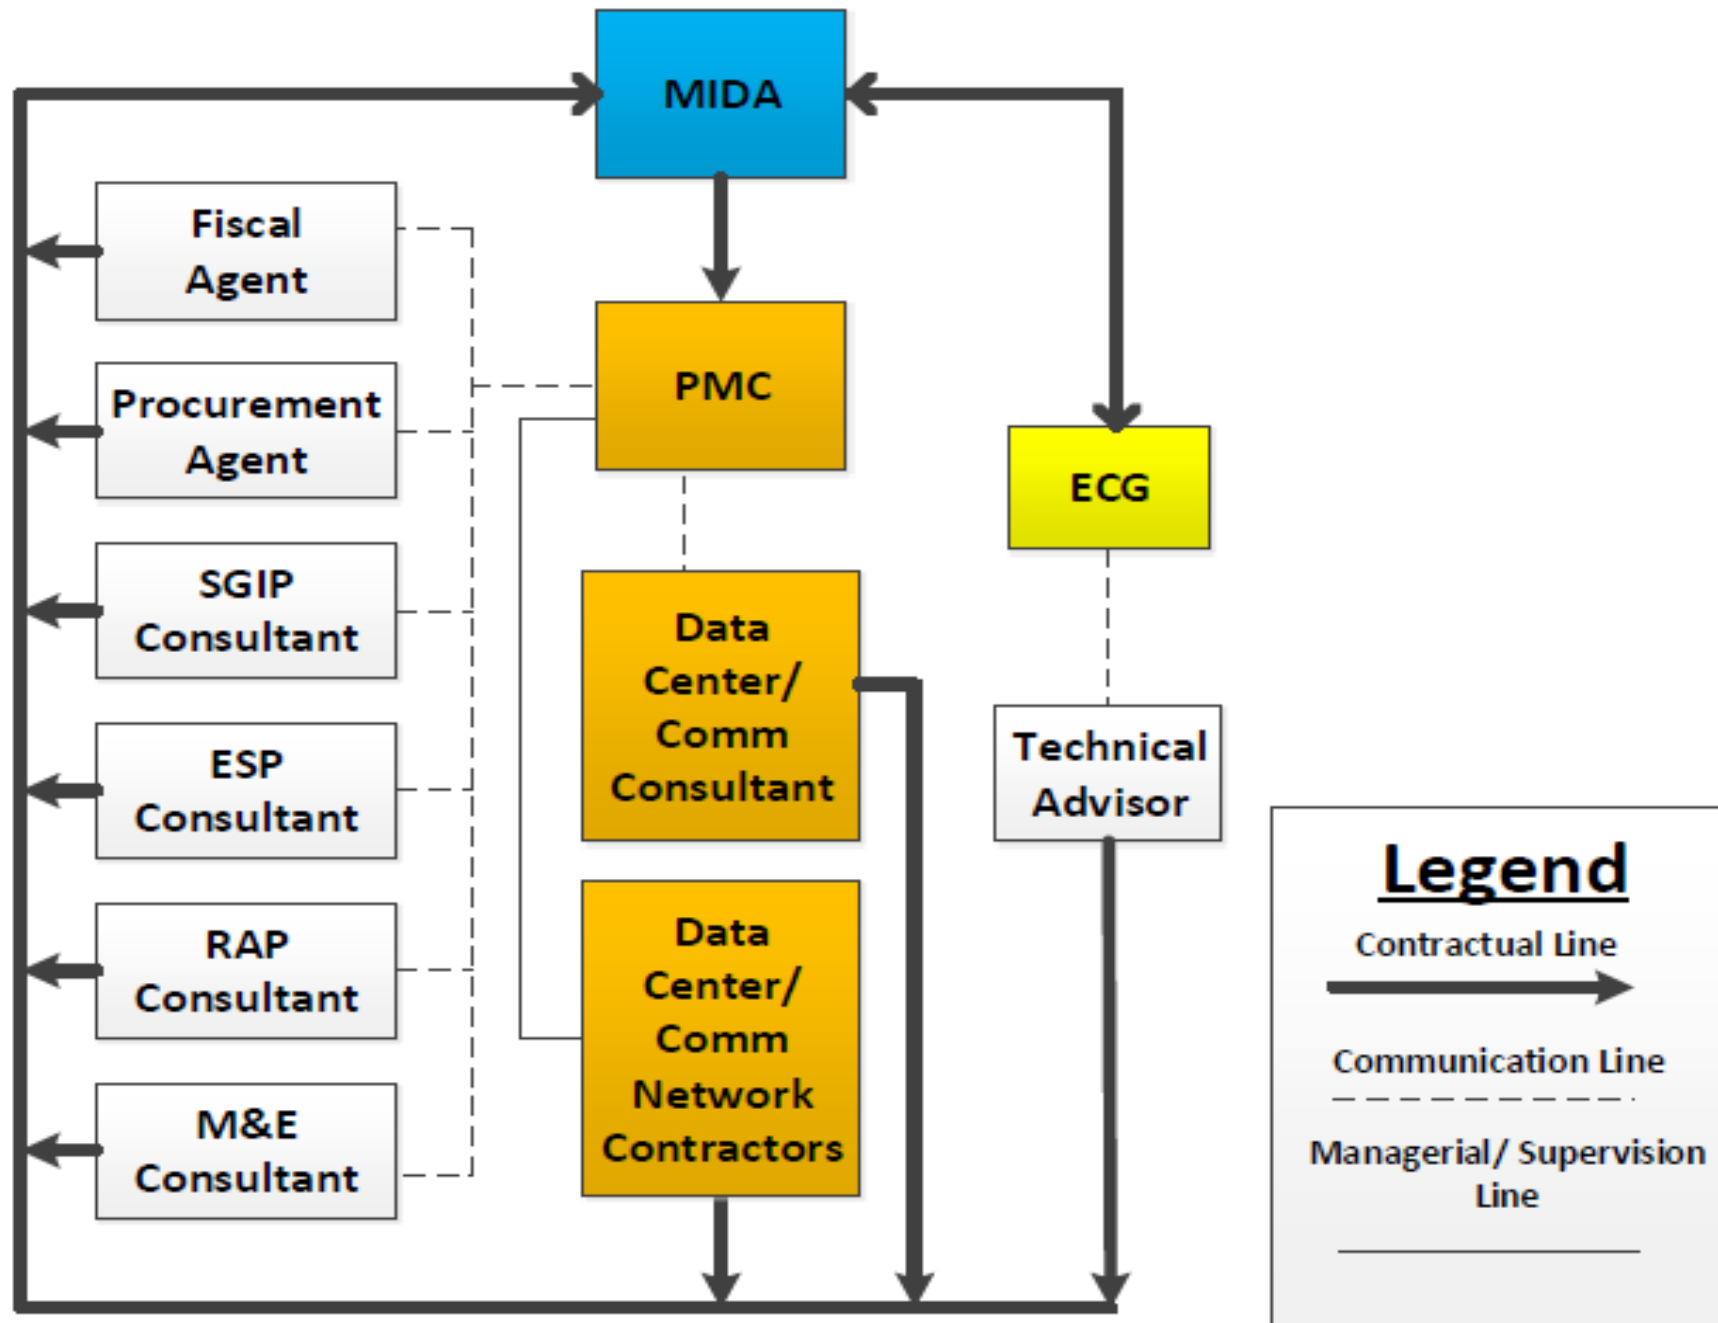 MIDA
Fiscal
Agent
Procurement
Agent
SGIP
Consultant
ESP
Consultant
RAP
Consultant
M&E
Consultant
PMC
Data
Center/
Comm
Consultant
Data
Center/
Comm
Network
Contractors
ECG
Technical
Advisor
Legend
Contractual Line
Communication Line
Managerial/ Supervision
Line